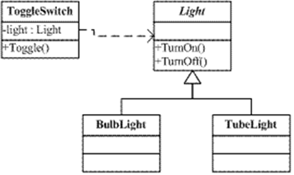 ToggleSwitch
-light : Light
+Toggle()
Light
+TurnOn()
+TurnOff()
BulbLight
TubeLight